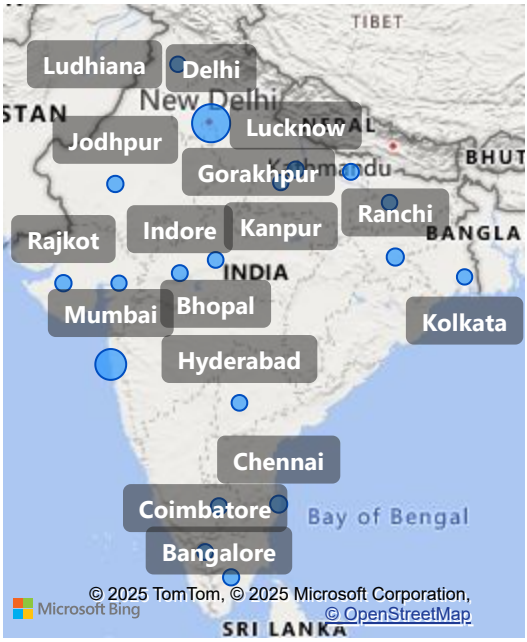 TIBET
Ludhiana
Delhi
New Delhi
STAN
Lucknow
NEPAL
Jodhpur
Kathmandu
BHUT
Gorakhpur
Ranchi
Indore
Kanpur
Rajkot
BANGLA
INDIA
Mumbai
Bhopal
Kolkata
Hyderabad
Chennai
Coimbatore
Bay of Bengal
Bangalore
© 2025 TomTom, © 2025 Microsoft Corporation,
Microsoft Bing
© OpenStreetMap
SRI LANKA